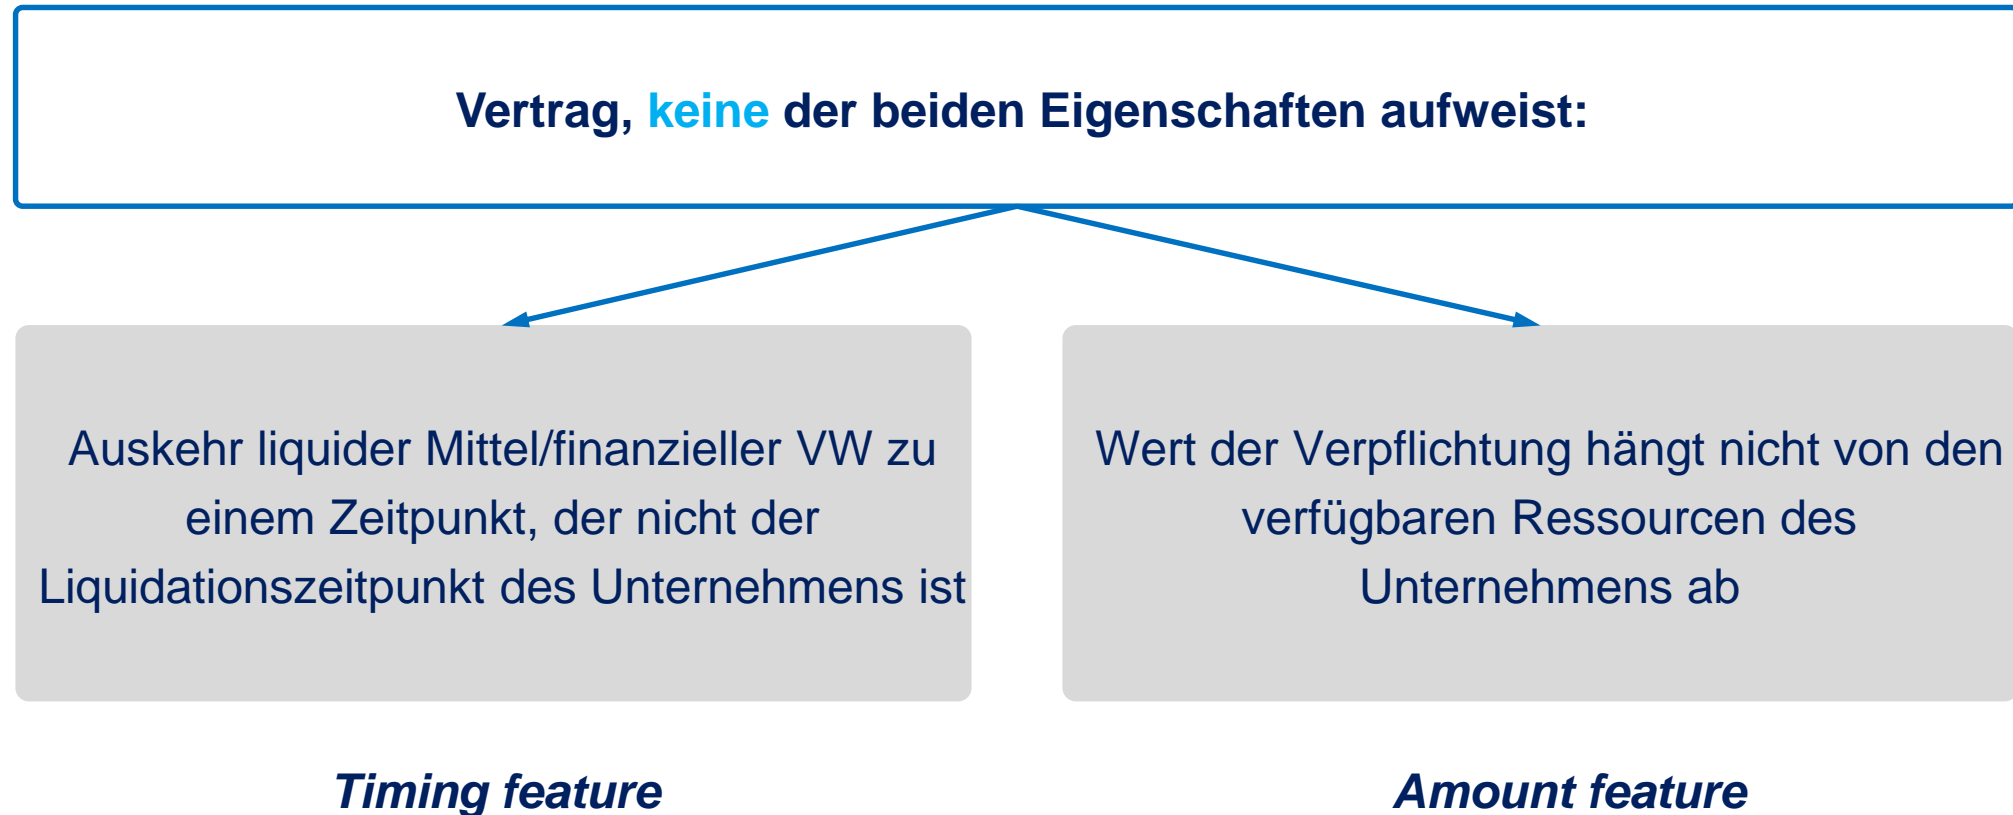 Vertrag, keine der beiden Eigenschaften aufweist:
Auskehr liquider Mittel/finanzieller VW zu
einem Zeitpunkt, der nicht der
Liquidationszeitpunkt des Unternehmens ist
Wert der Verpflichtung hängt nicht von den
verfügbaren Ressourcen des
Unternehmens ab
Timing feature
Amount feature